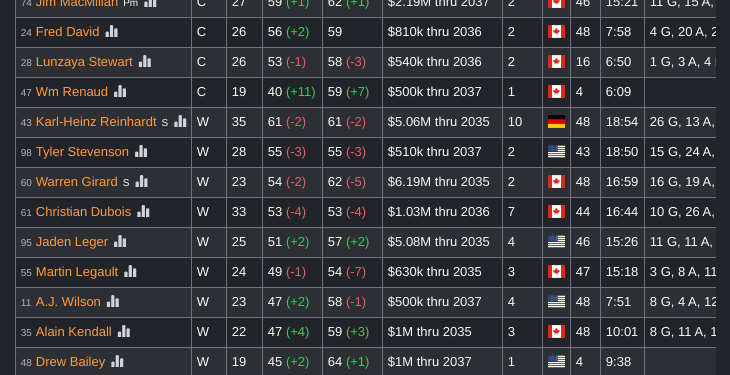 74 Jim MacMillan Pm C 27 59 (+1) 62 (+1) $2.19M thru 2037 2 46 15:21 11 G, 15 A,
24 Fred David C 26 56 (+2) 59 $810k thru 2036 2 48 7:58 4 G, 20 A, 2
28 Lunzaya Stewart C 26 53 (-1) 58 (-3) $540k thru 2036 2 16 6:50 1 G, 3 A, 4
47 Wm Renaud C 19 40 (+11) 59 (+7) $500k thru 2037 1 4 6:09
43 Karl-Heinz Reinhardt S W 35 61 (-2) 61 (-2) $5.06M thru 2035 10 48 18:54 26 G, 13 A,
98 Tyler Stevenson W 28 55 (-3) 55 (-3) $510k thru 2037 2 48 18:50 15 G, 24 A,
60 Warren Girard S W 23 54 (-2) 62 (-5) $6.19M thru 2035 2 48 16:59 16 G, 19 A,
61 Christian Dubois W 33 53 (-4) 53 (-4) $1.03M thru 2036 7 44 16:44 10 G, 26 A,
95 Jaden Leger W 25 51 (+2) 57 (+2) $5.08M thru 2035 4 46 15:26 11 G, 11 A,
55 Martin Legault W 24 49 (-1) 54 (-7) $630k thru 2035 3 47 15:18 3 G, 8 A, 11
11 A.J. Wilson W 23 47 (+2) 58 (-1) $500k thru 2037 4 48 7:51 8 G, 4 A, 12
35 Alain Kendall W 22 47 (+4) 59 (+3) $1M thru 2035 3 48 10:01 8 G, 11 A, 1
48 Drew Bailey W 19 45 (+2) 64 (+1) $1M thru 2037 1 4 9:38